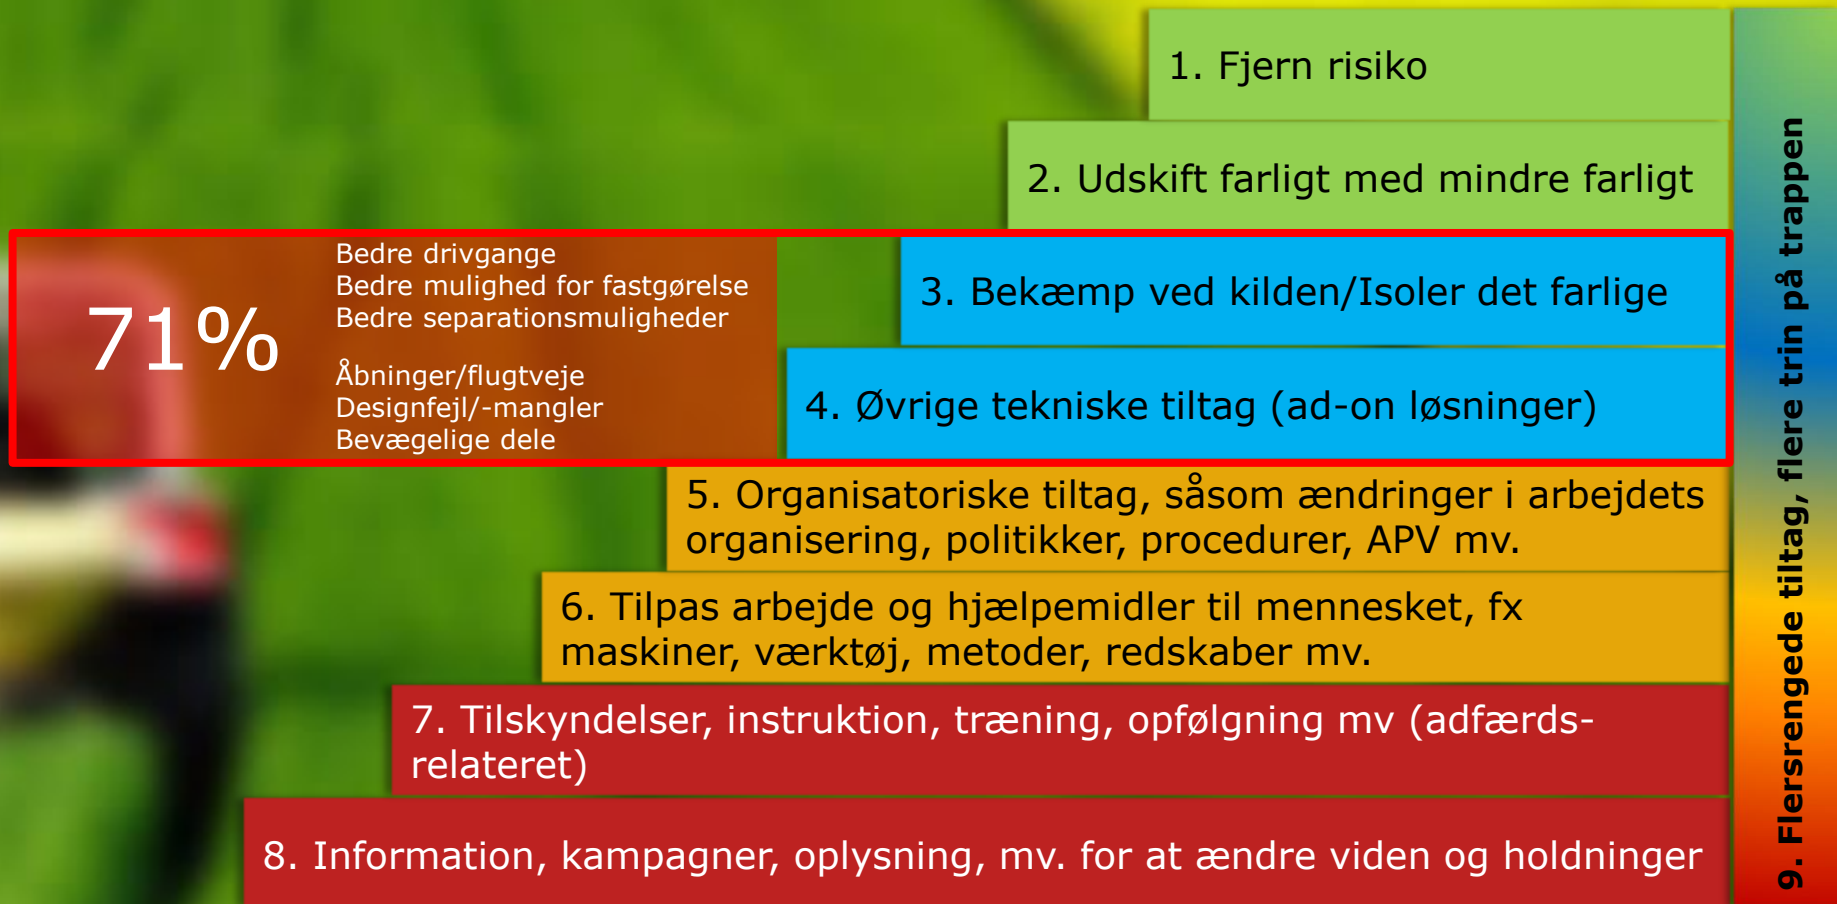 1. Fjern risiko
2. Udskift farligt med mindre farligt
71%
Bedre drivgange
Bedre mulighed for fastgørelse
Bedre separationsmuligheder
Åbninger/flugtveje
Designfejl/-mangler
Bevægelige dele
3. Bekæmp ved kilden/Isoler det farlige
4. Øvrige tekniske tiltag (ad-on løsninger)
5. Organisatoriske tiltag, såsom ændringer i arbejdets
organisering, politikker, procedurer, APV mv.
6. Tilpas arbejde og hjælpemidler til mennesket, fx
maskiner, værktøj, metoder, redskaber mv.
7. Tilskyndelser, instruktion, træning, opfølgning mv (adfærds-
relateret)
8. Information, kampagner, oplysning, mv. for at ændre viden og holdninger
9. Flersrengede tiltag, flere trin på trappen